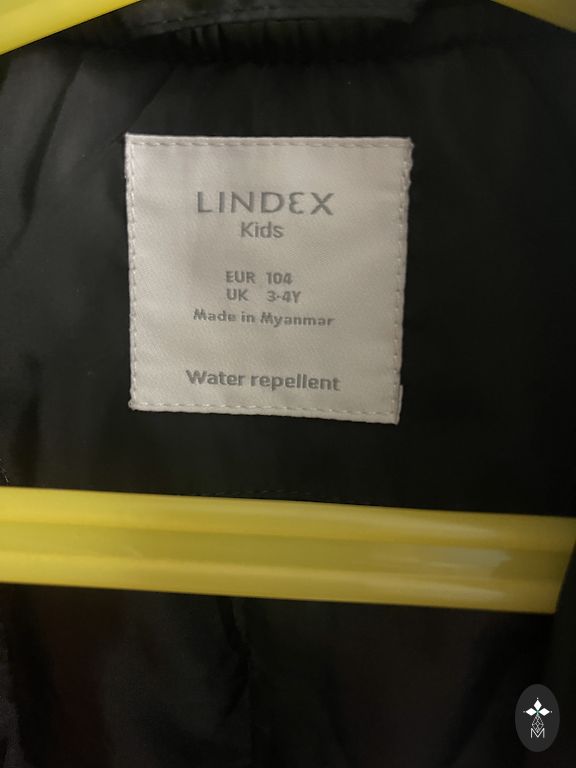 LINDEX
Kids
EUR 104
UK 3-4Y
Made in Myanmar
Water repellent
M